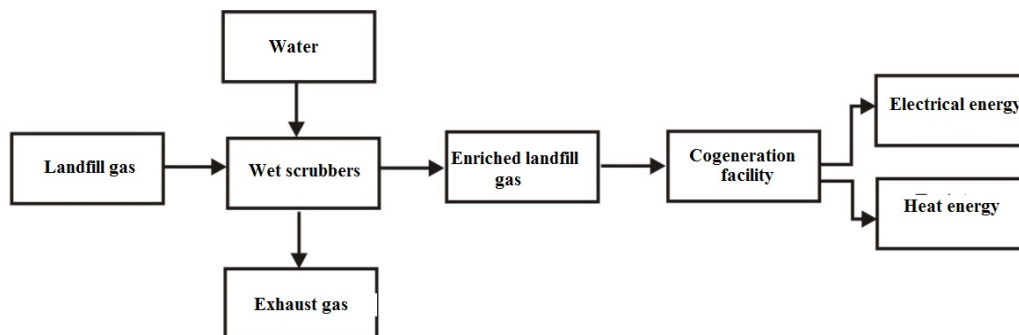 Water
Landfill gas
Wet scrubbers
Enriched landfill
gas
Cogeneration
facility
Electrical energy
Heat energy
Exhaust gas